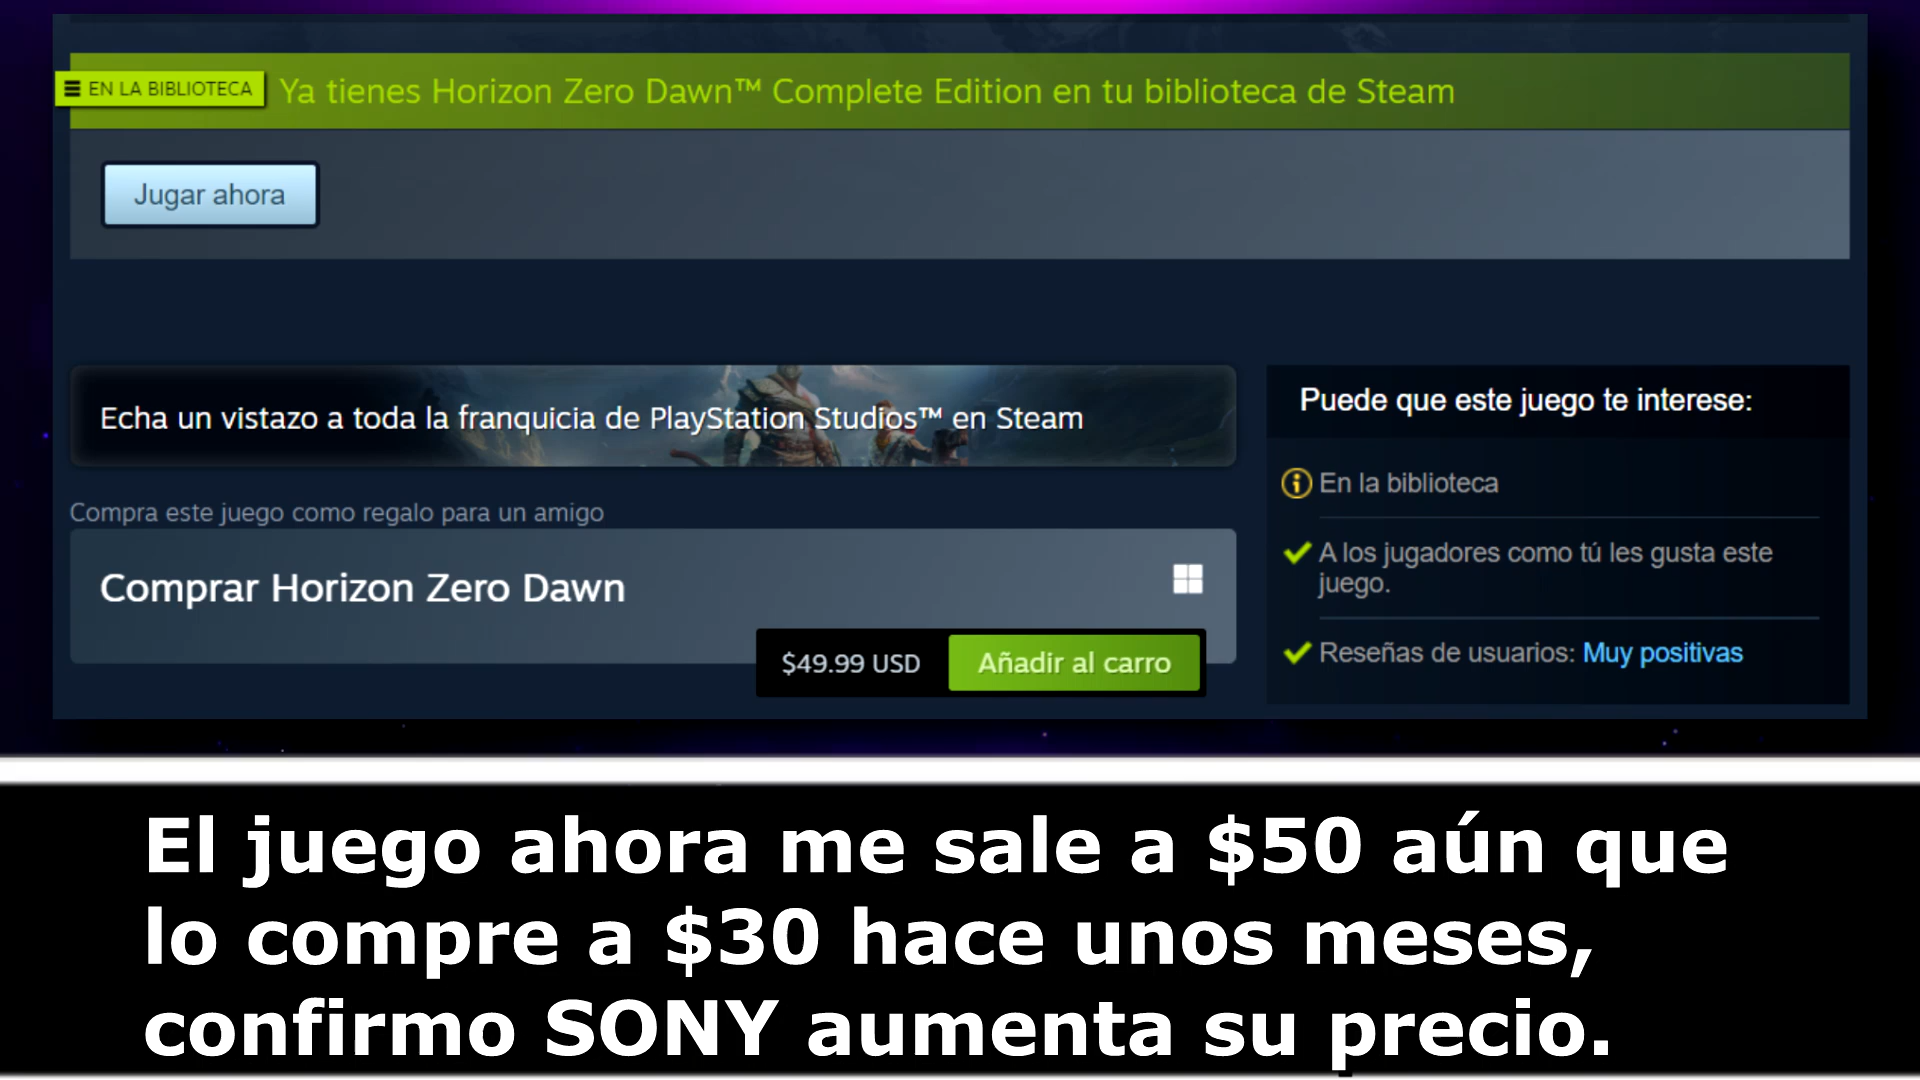 EN LA BIBLIOTECA
Ya tienes Horizon Zero Dawn™ Complete Edition en tu biblioteca de Steam
Jugar ahora
Echa un vistazo a toda la franquicia de PlayStation Studios™ en Steam
Compra este juego como regalo para un amigo
Comprar Horizon Zero Dawn
$49.99 USD
Añadir al carro
Puede que este juego te interese:
En la biblioteca
A los jugadores como tú les gusta este
juego.
Reseñas de usuarios: Muy positivas
El juego ahora me sale a $50 aún que
lo compre a $30 hace unos meses,
confirmo SONY aumenta su precio.